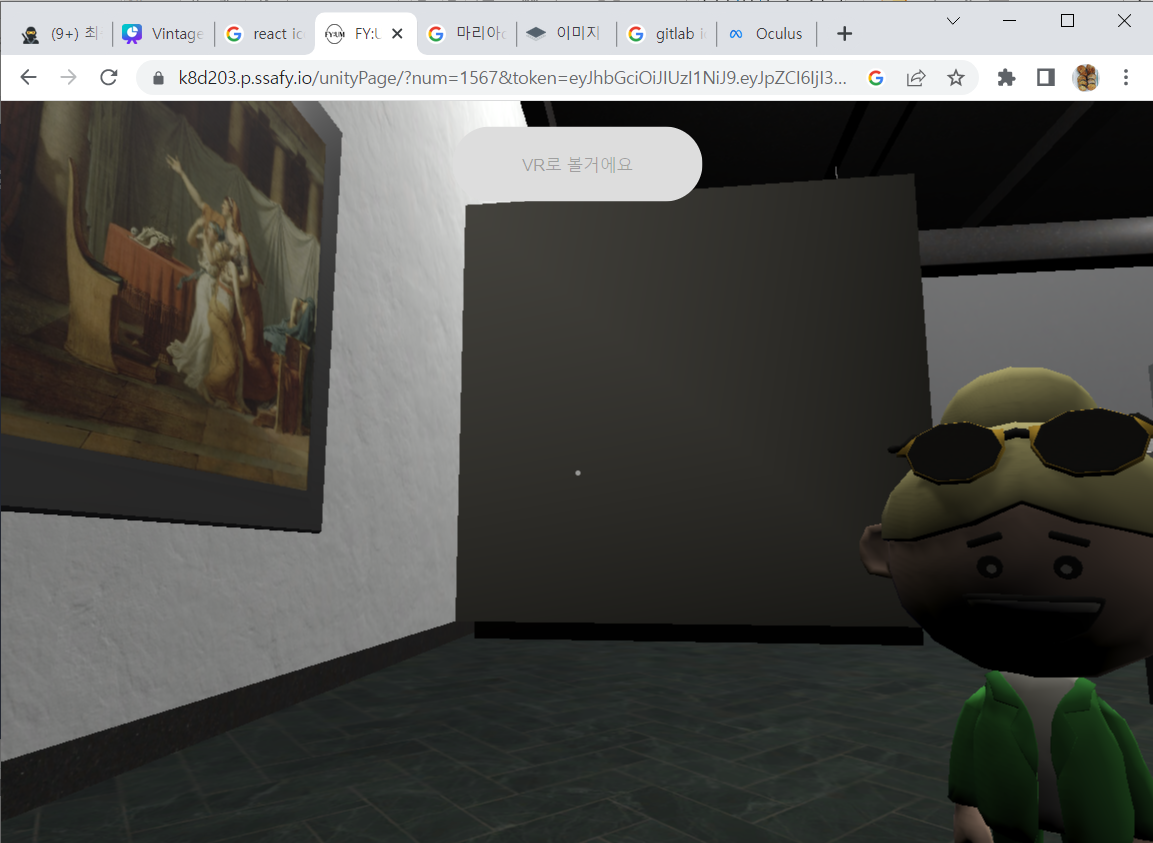 (9+) 최
Vintage
react ic
FY:U
마리아
이미지
gitlab i
Oculus
k8d203.p.ssafy.io/unityPage/?num=1567&token=eyJhbGciOiJIUzI1NiJ9.eyJpZCI6IjI3...
VR로 볼거에요